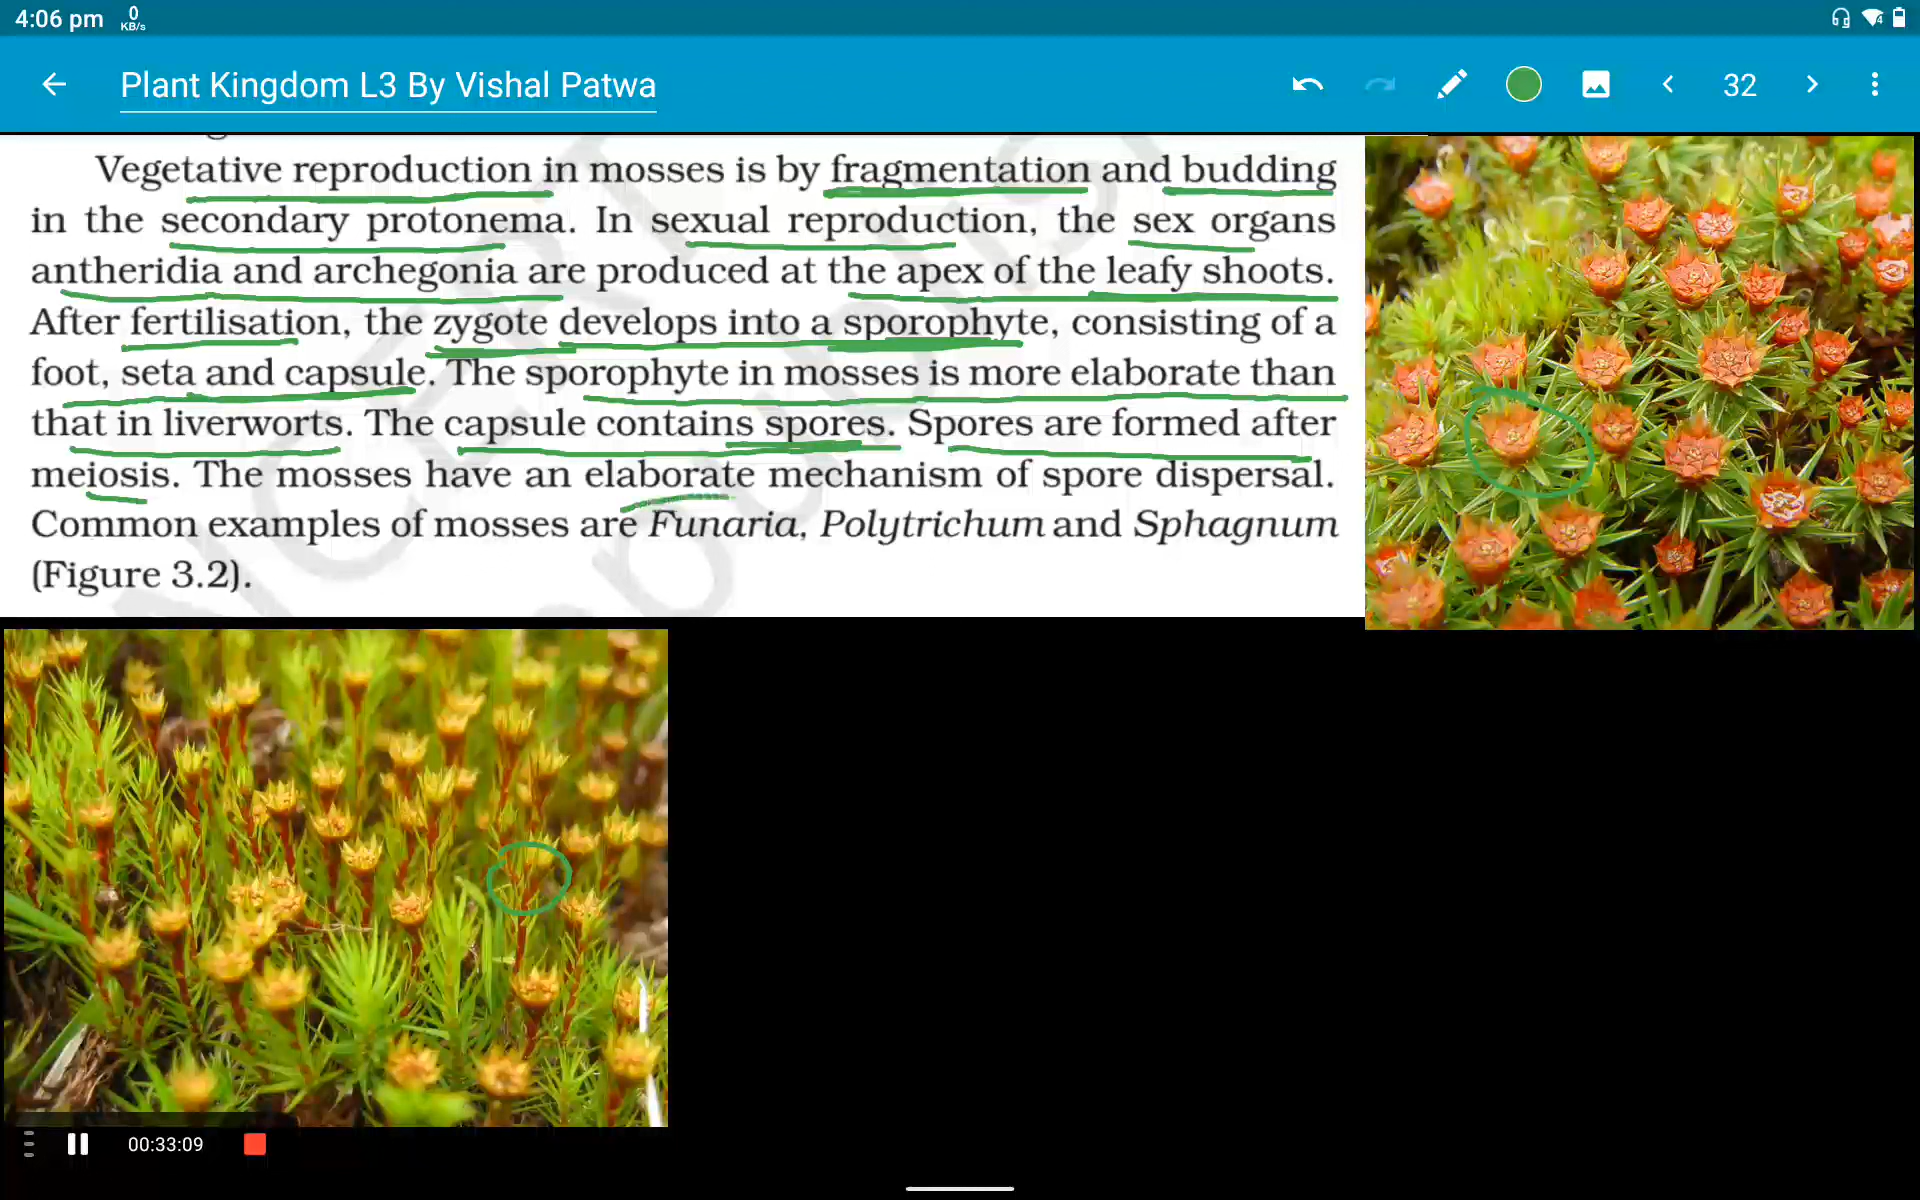 4:06 pm 0 KB/s
Plant Kingdom L3 By Vishal Patwa
32
Vegetative reproduction in mosses is by fragmentation and budding
in the secondary protonema. In sexual reproduction, the sex organs
antheridia and archegonia are produced at the apex of the leafy shoots.
After fertilisation, the zygote develops into a sporophyte, consisting of a
foot, seta and capsule. The sporophyte in mosses is more elaborate than
that in liverworts. The capsule contains spores. Spores are formed after
meiosis. The mosses have an elaborate mechanism of spore dispersal.
Common examples of mosses are Funaria, Polytrichum and Sphagnum
(Figure 3.2).
00:33:09